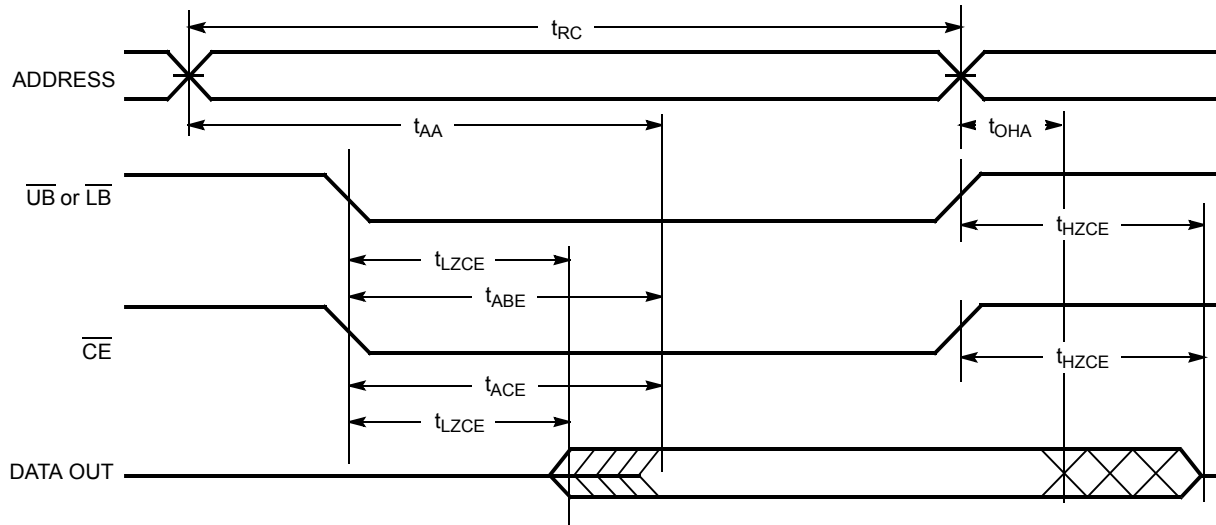 tRC
ADDRESS
tAA
tOHA
UB or LB
tHZCE
tLZCE
tABE
CE
tHZCE
tACE
tLZCE
DATA OUT